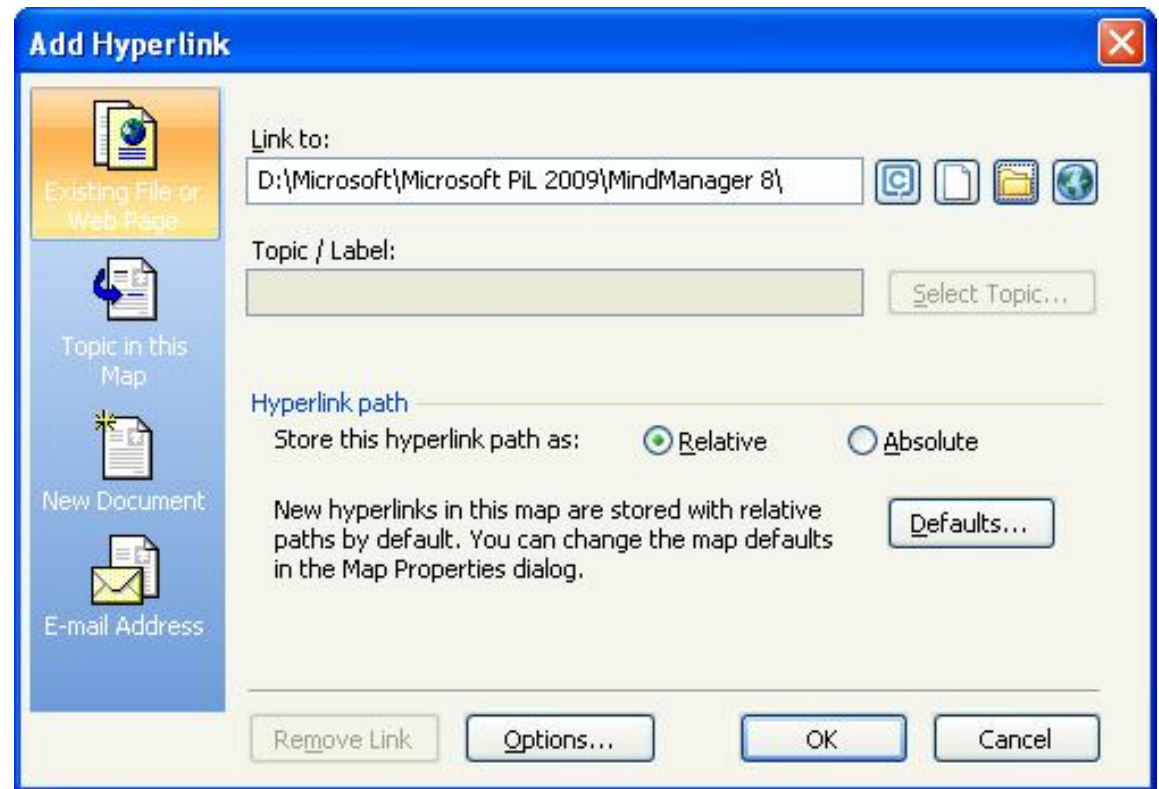 Add Hyperlink
Existing File or
Web Page
Topic in this
Map
New Document
E-mail Address
Link to:
D:\Microsoft\Microsoft PiL 2009\MindManager 8\
Topic / Label:
Select Topic...
Hyperlink path
Store this hyperlink path as:
Relative
Absolute
New hyperlinks in this map are stored with relative
paths by default. You can change the map defaults
in the Map Properties dialog.
Defaults...
Remove Link
Options...
OK
Cancel